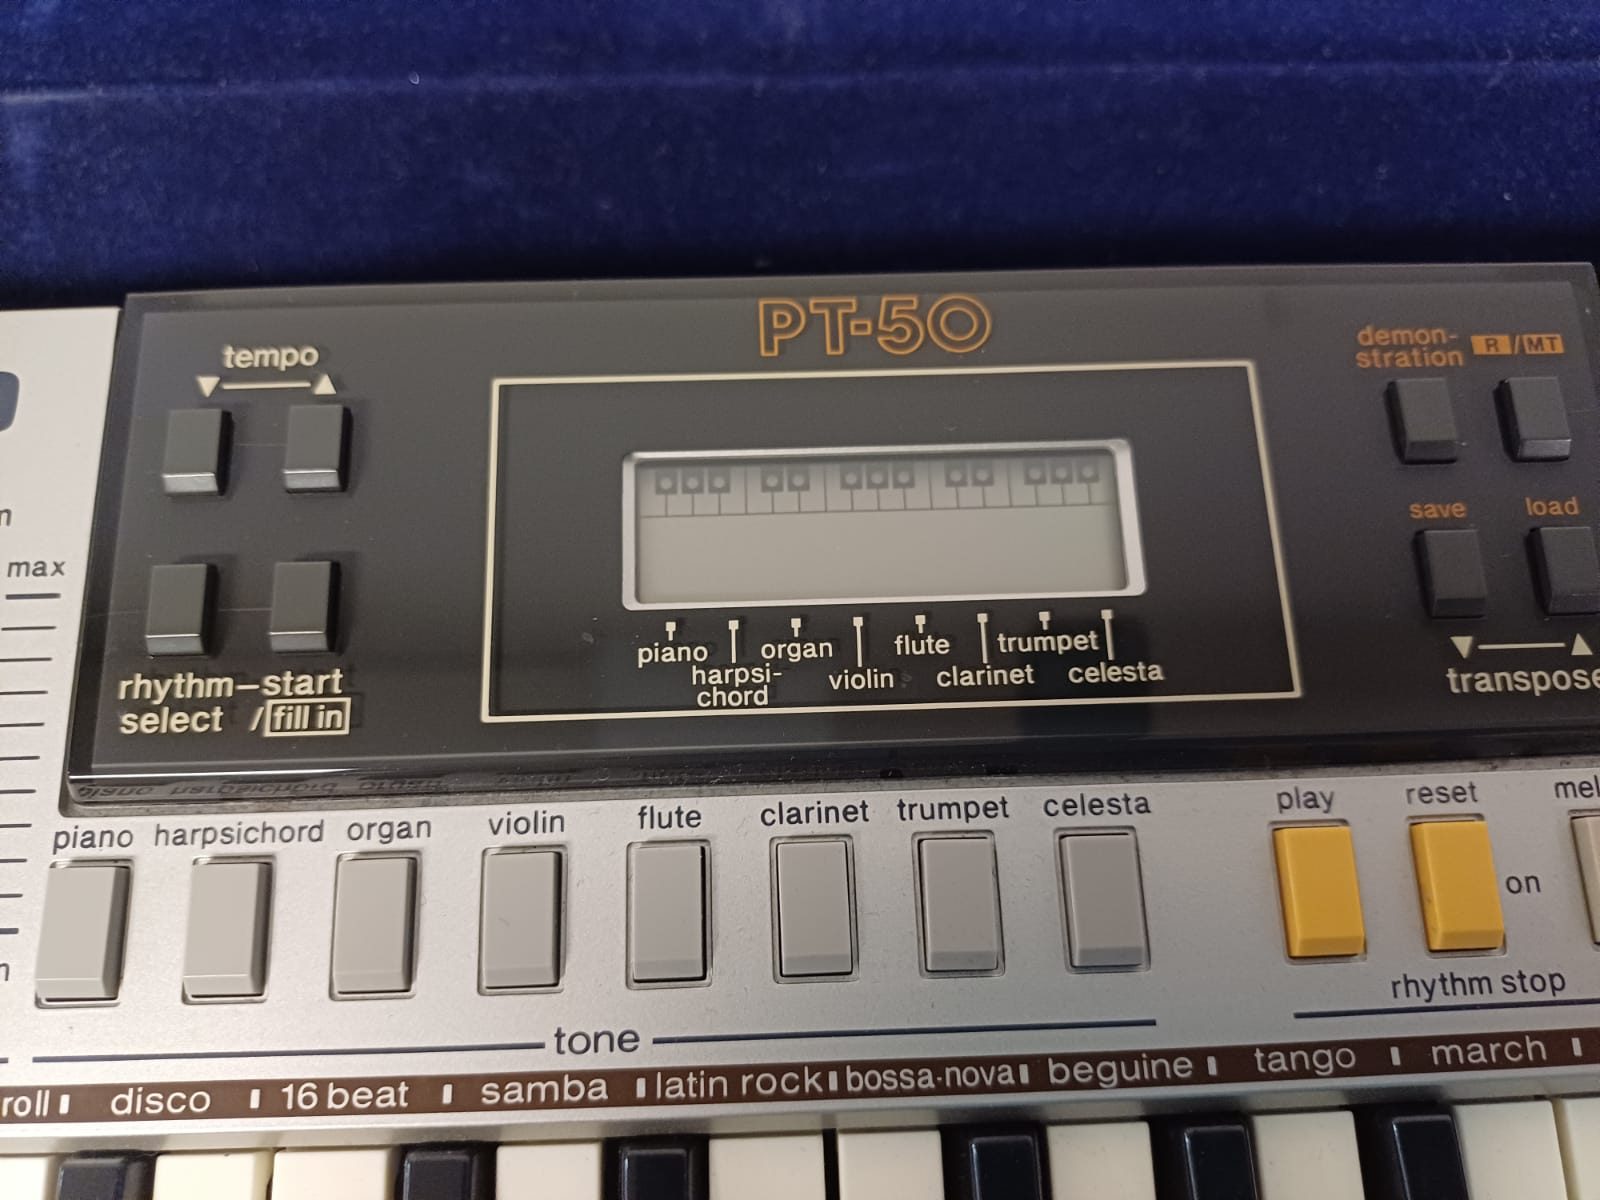 PT-50
tempo
demon-
stration R/MT
save load
max
piano organ flute trumpet
harpsi-
chord violin clarinet celesta
rhythm–start
select /fill in
transpose
piano harpsichord organ violin flute clarinet trumpet celesta play reset
on
rhythm stop
tone
disco 16 beat samba latin rock bossa·nova beguine tango march